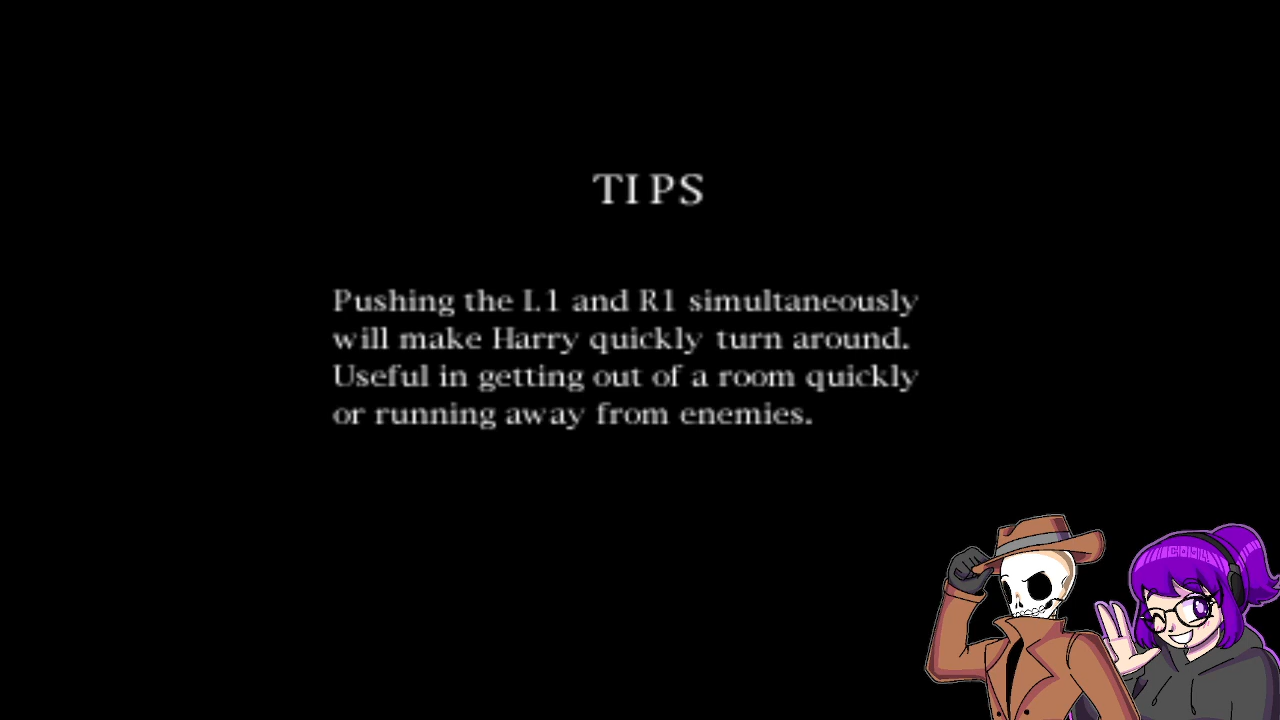 TIPS
Pushing the L1 and R1 simultaneously
will make Harry quickly turn around.
Useful in getting out of a room quickly
or running away from enemies.